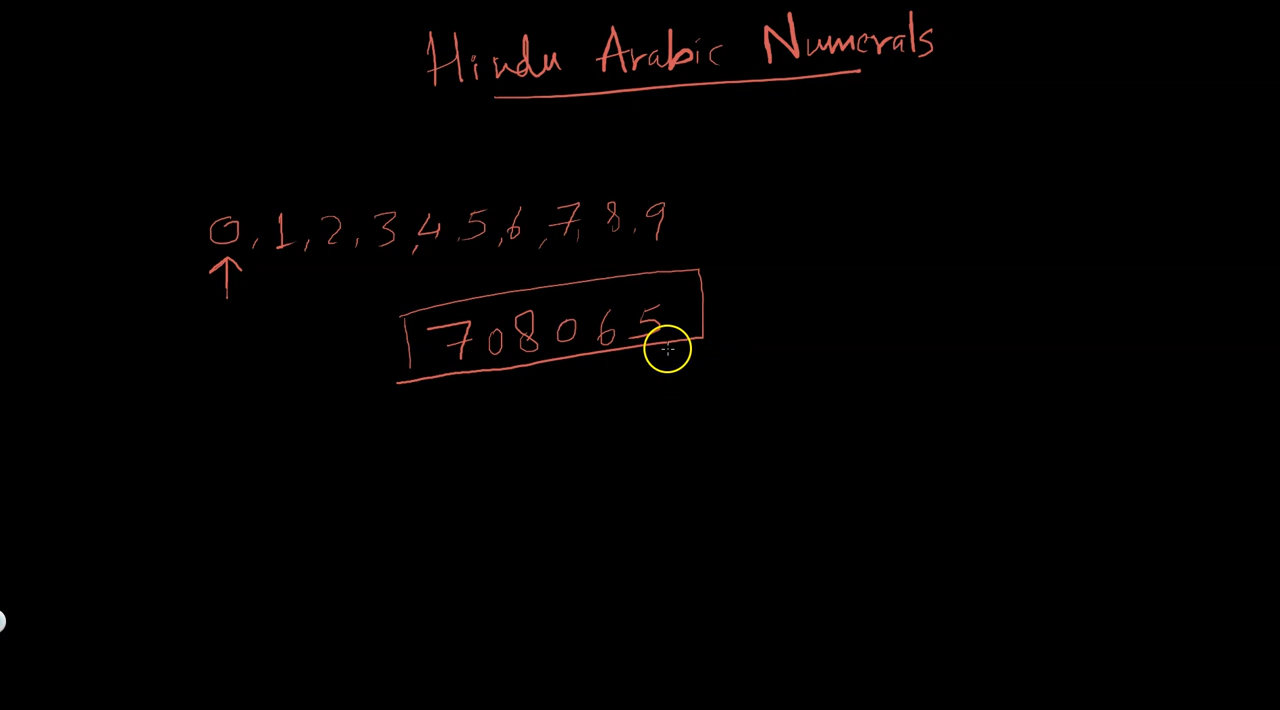 Hindu Arabic Numerals
0, 1, 2, 3, 4, 5, 6, 7, 8, 9
708065